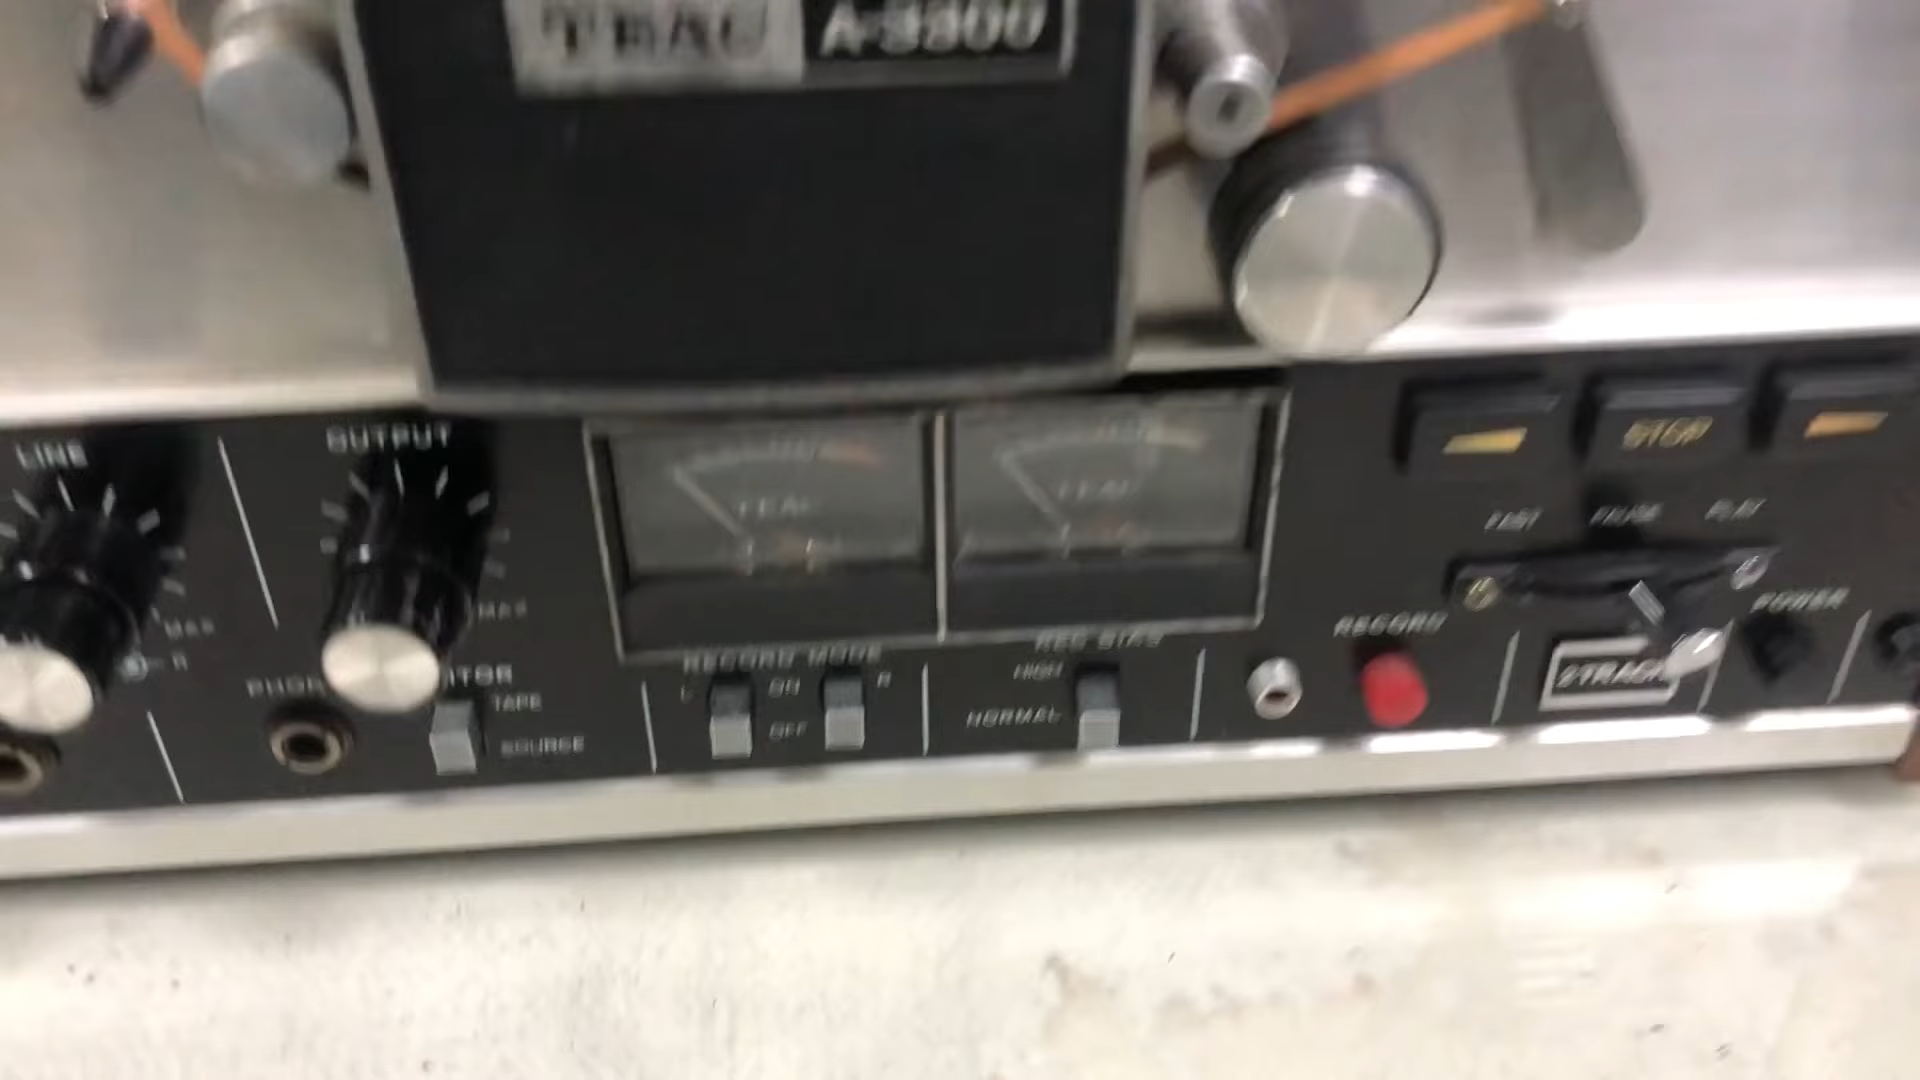 TEAC A-3300
LINE
OUTPUT
MAX
MAX
R
TEAC
TEAC
STOP
FAST
PAUSE
PLAY
POWER
RECORD
RECORD MODE
REC BIAS
L
ON
R
OFF
HIGH
NORMAL
TAPE
SOURCE